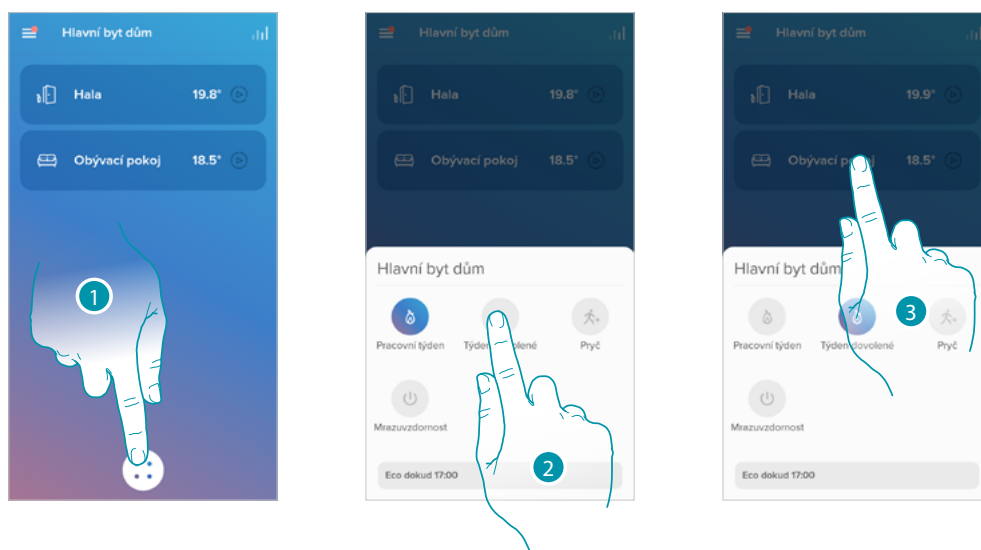 Hlavní byt dům
Hala 19.8°
Obývací pokoj 18.5°
1
Hlavní byt dům
Hala 19.8°
Obývací pokoj 18.5°
Hlavní byt dům
Pracovní týden Týden dovolené Pryč
Mrazuvzdornost
Eco dokud 17:00
2
Hlavní byt dům
Hala 19.9°
Obývací pokoj 18.5°
Hlavní byt dům
3
Pracovní týden Týden dovolené Pryč
Mrazuvzdornost
Eco dokud 17:00